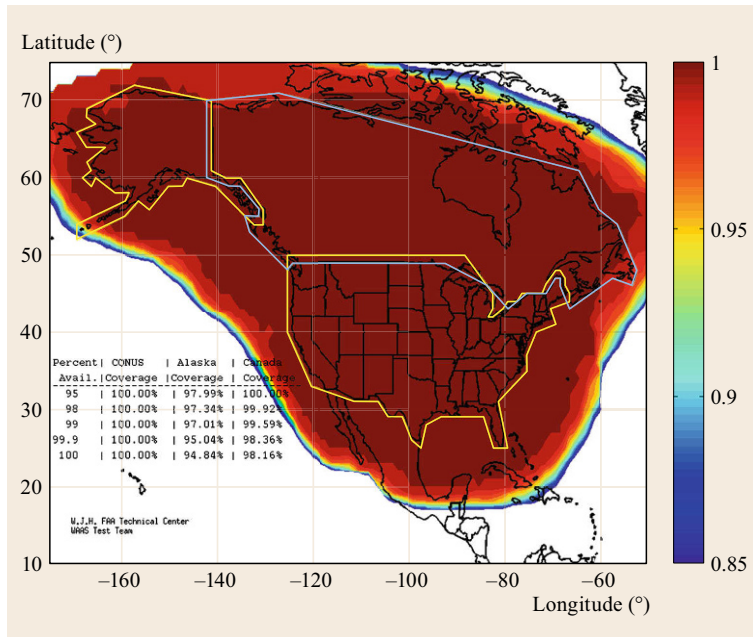 Latitude (°)
70
60
50
40
30
20
10
−160
−140
−120
−100
−80
−60
Longitude (°)
1
0.95
0.9
0.85
Percent| CONUS | Alaska | Canada
Avail.|Coverage |Coverage | Coverage
95 | 100.00% | 97.99% | 100.00%
98 | 100.00% | 97.34% | 99.92%
99 | 100.00% | 97.01% | 99.59%
99.9 | 100.00% | 95.04% | 98.36%
100 | 100.00% | 94.84% | 98.16%
W.J.H. FAA Technical Center
WAAS Test Team